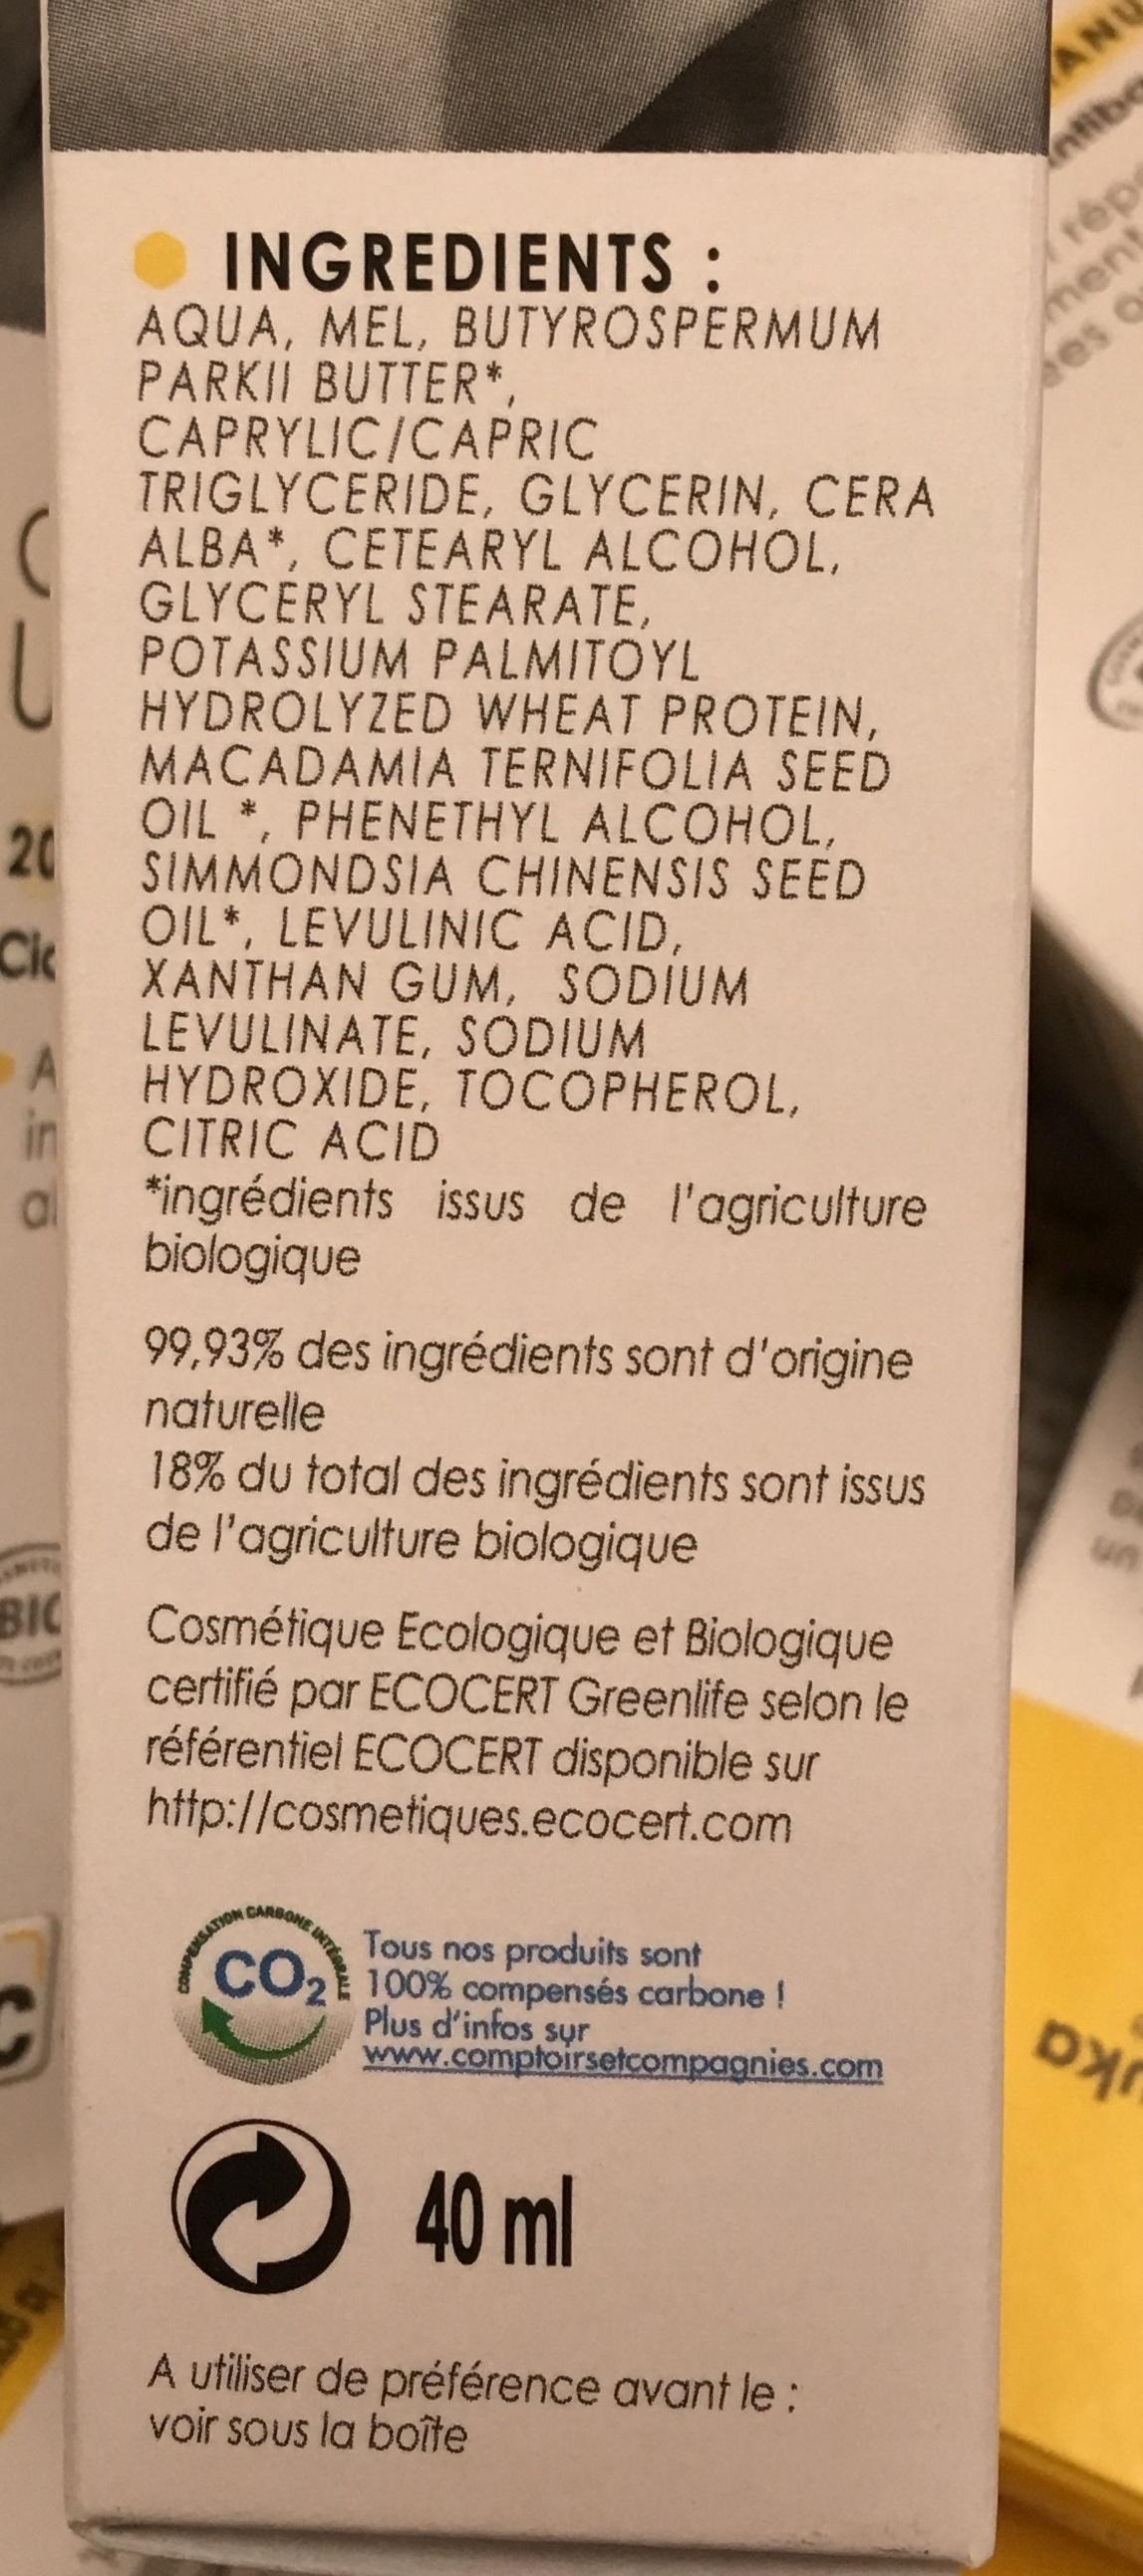 INGREDIENTS :
AQUA, MEL, BUTYROSPERMUM
PARKII BUTTER*,
CAPRYLIC/CAPRIC
TRIGLYCERIDE, GLYCERIN, CERA
ALBA*, CETEARYL ALCOHOL,
GLYCERYL STEARATE,
POTASSIUM PALMITOYL
HYDROLYZED WHEAT PROTEIN,
MACADAMIA TERNIFOLIA SEED
OIL *, PHENETHYL ALCOHOL,
SIMMONDSIA CHINENSIS SEED
OIL*, LEVULINIC ACID,
XANTHAN GUM, SODIUM
LEVULINATE, SODIUM
HYDROXIDE, TOCOPHEROL,
CITRIC ACID
*ingrédients issus de l'agriculture
biologique
99,93% des ingrédients sont d'origine
naturelle
18% du total des ingrédients sont issus
de l'agriculture biologique
Cosmétique Ecologique et Biologique
certifié par ECOCERT Greenlife selon le
référentiel ECOCERT disponible sur
http://cosmetiques.ecocert.com
COMPENSATION CARBONE INTÉGRALE
CO2
Tous nos produits sont
100% compensés carbone !
Plus d'infos sur
www.comptoirsetcompagnies.com
40 ml
A utiliser de préférence avant le :
voir sous la boîte